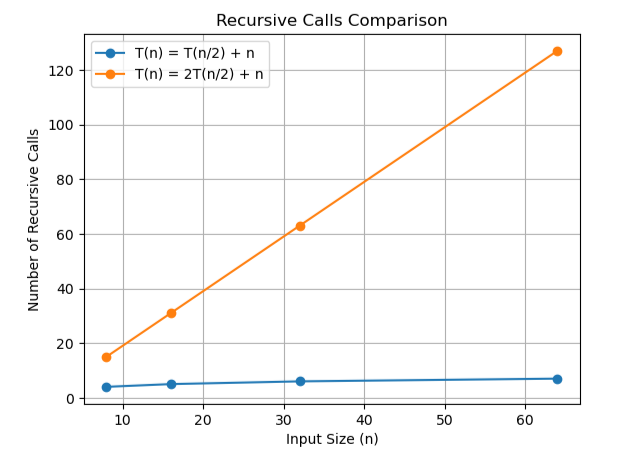 Recursive Calls Comparison
T(n) = T(n/2) + n
T(n) = 2T(n/2) + n
Number of Recursive Calls
120
100
80
60
40
20
0
10 20 30 40 50 60
Input Size (n)